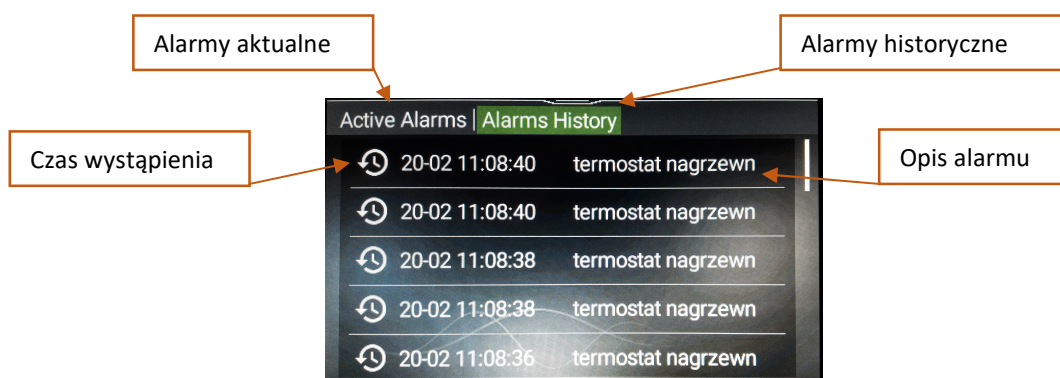 Alarmy aktualne
Alarmy historyczne
Active Alarms | Alarms History
Czas wystąpienia
Opis alarmu
20-02 11:08:40 termostat nagrzewn
20-02 11:08:40 termostat nagrzewn
20-02 11:08:38 termostat nagrzewn
20-02 11:08:38 termostat nagrzewn
20-02 11:08:36 termostat nagrzewn